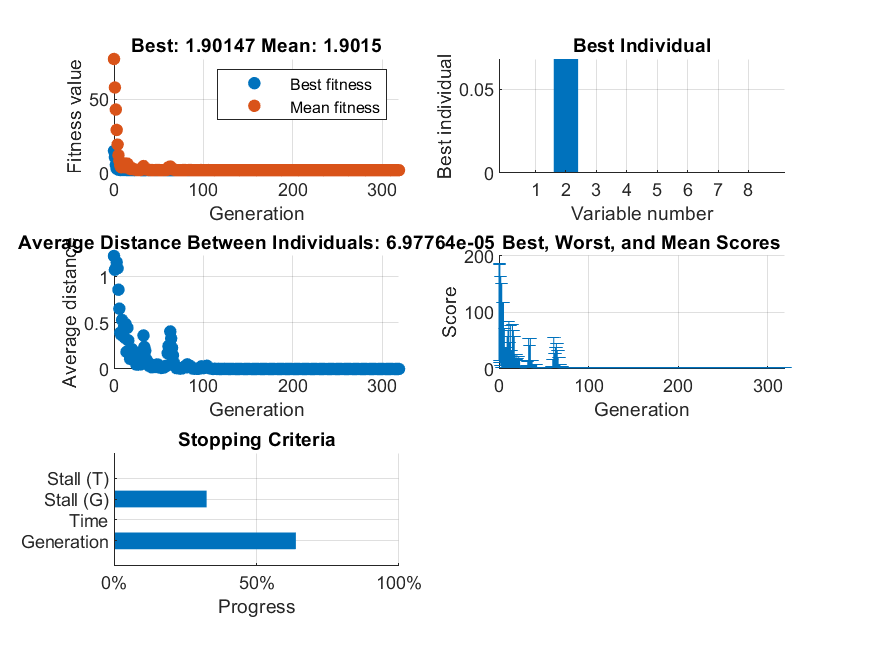 Best: 1.90147 Mean: 1.9015
Fitness value
50
0
Best fitness
Mean fitness
0 100 200 300
Generation
Best Individual
Best individual
0.05
0
1 2 3 4 5 6 7 8
Variable number
Average Distance Between Individuals: 6.97764e-05
Average distance
1
0.5
0
0 100 200 300
Generation
Best, Worst, and Mean Scores
Score
200
100
0
0 100 200 300
Generation
Stopping Criteria
Stall (T)
Stall (G)
Time
Generation
0% 50% 100%
Progress